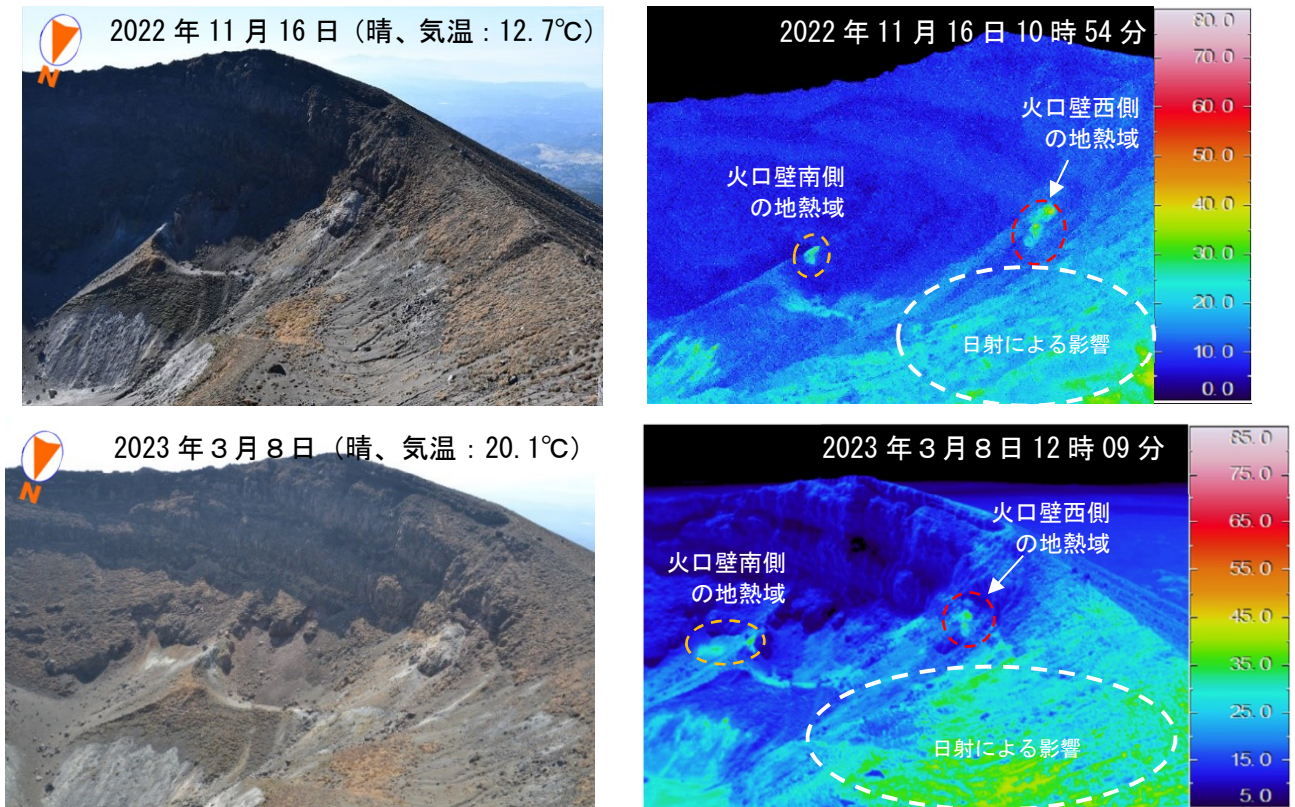 2022年11月16日（晴、気温：12.7℃）
N
2022年11月16日10時54分
火口壁西側
の地熱域
火口壁南側
の地熱域
日射による影響
80.0
70.0
60.0
50.0
40.0
30.0
20.0
10.0
0.0
2023年３月８日（晴、気温：20.1℃）
N
2023年３月８日12時09分
火口壁西側
の地熱域
火口壁南側
の地熱域
日射による影響
85.0
75.0
65.0
55.0
45.0
35.0
25.0
15.0
5.0